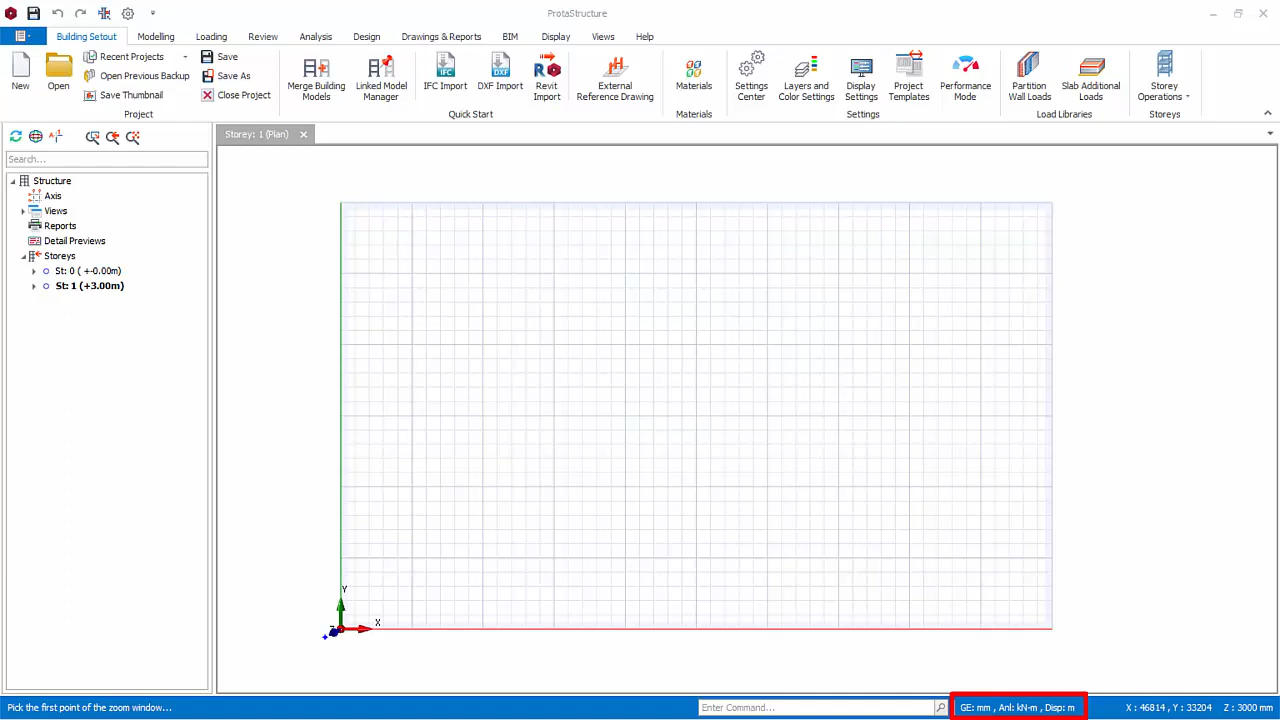 ProtaStructure
Building Setout Modelling Loading Review Analysis Design Drawings & Reports BIM Display Views Help
New
Open
Recent Projects
Open Previous Backup
Save Thumbnail
Save
Save As
Close Project
Project
Merge Building
Models
Linked Model
Manager
IFC
IFC Import
DXF
DXF Import
Revit
Import
External
Reference Drawing
Quick Start
Materials
Materials
Settings
Center
Layers and
Color Settings
Display
Settings
Project
Templates
Performance
Mode
Settings
Partition
Wall Loads
Slab Additional
Loads
Load Libraries
Storey
Operations
Storeys
Storey: 1 (Plan)
Search...
Structure
Axis
Views
Reports
Detail Previews
Storeys
St: 0 ( +-0.00m)
St: 1 (+3.00m)
Y
X
Z
Pick the first point of the zoom window...
Enter Command...
GE: mm , Anl: kN-m , Disp: m
X : 46814 , Y : 33204
Z : 3000 mm